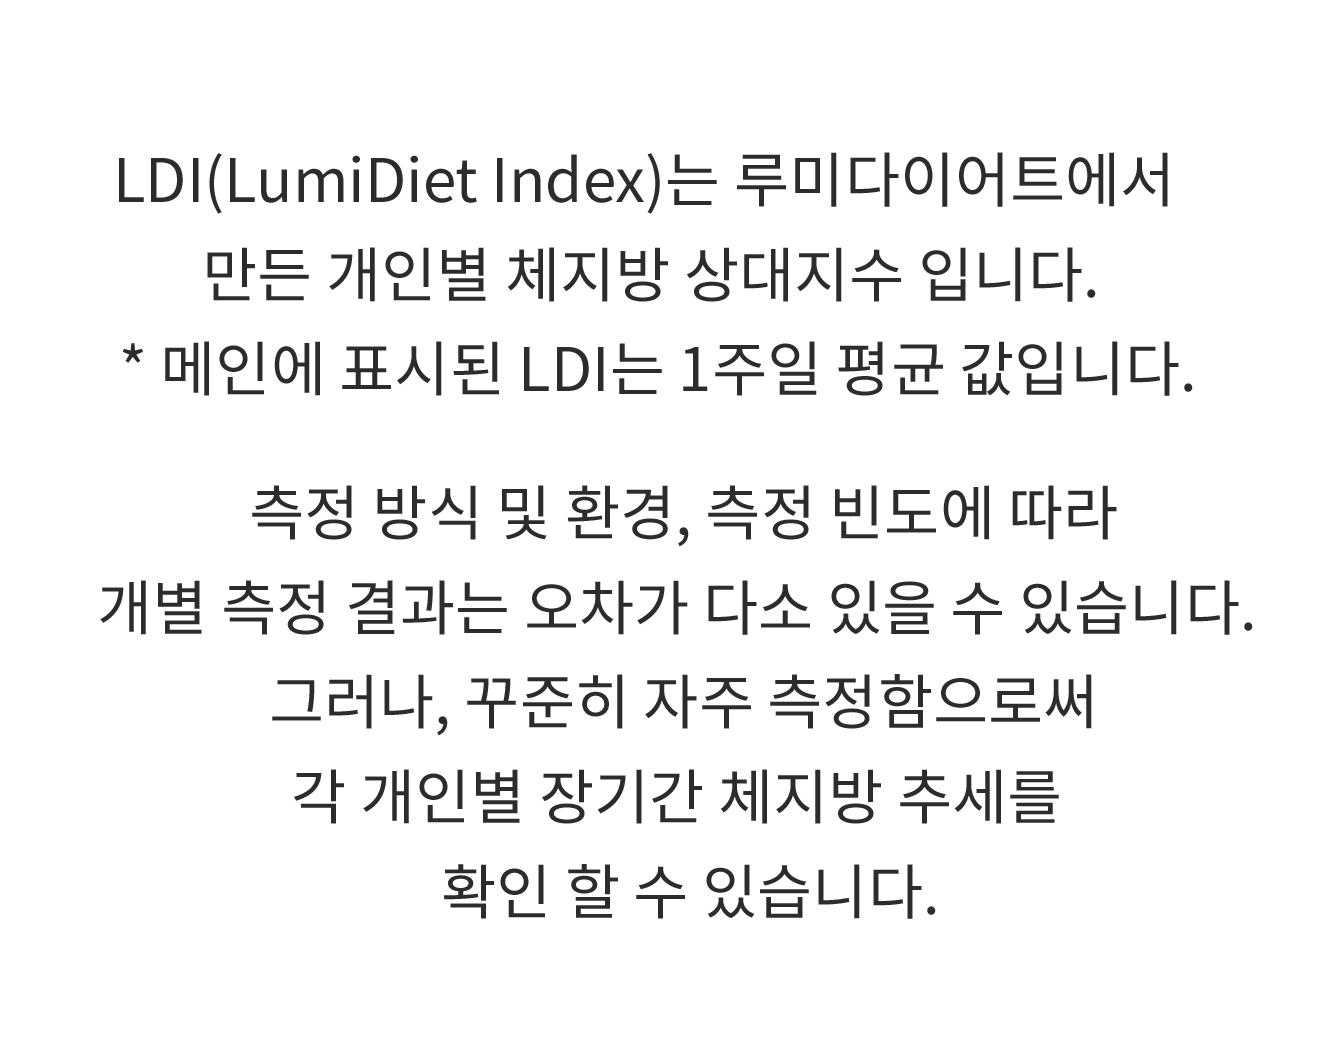 LDI(LumiDiet Index)는 루미다이어트에서
만든 개인별 체지방 상대지수 입니다.
* 메인에 표시된 LDI는 1주일 평균 값입니다.
측정 방식 및 환경, 측정 빈도에 따라
개별 측정 결과는 오차가 다소 있을 수 있습니다.
그러나, 꾸준히 자주 측정함으로써
각 개인별 장기간 체지방 추세를
확인 할 수 있습니다.